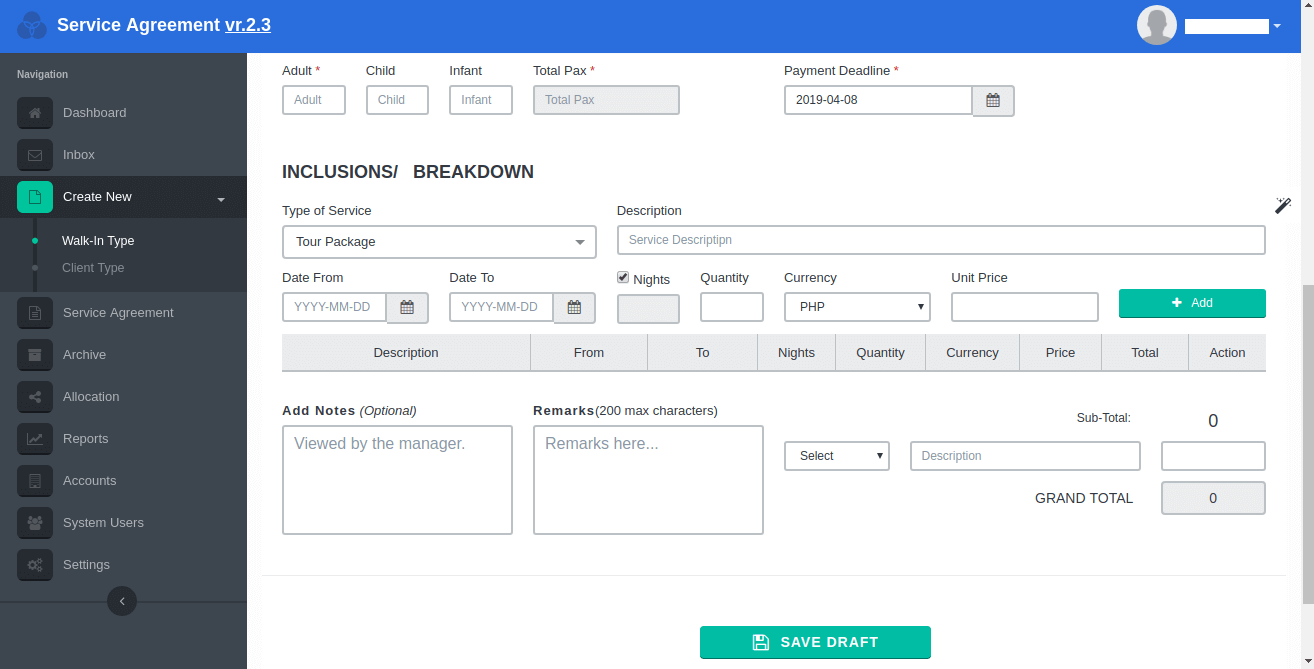 Service Agreement vr.2.3
Navigation
Dashboard
Inbox
Create New
Walk-In Type
Client Type
Service Agreement
Archive
Allocation
Reports
Accounts
System Users
Settings
Adult * Child Infant Total Pax * Payment Deadline *
Adult Child Infant Total Pax 2019-04-08
INCLUSIONS/ BREAKDOWN
Type of Service Description
Tour Package Service Descriptipn
Date From Date To Nights Quantity Currency Unit Price
YYYY-MM-DD YYYY-MM-DD PHP Add
Description From To Nights Quantity Currency Price Total Action
Add Notes (Optional) Remarks(200 max characters) Sub-Total: 0
Viewed by the manager. Remarks here... Select Description
GRAND TOTAL 0
SAVE DRAFT